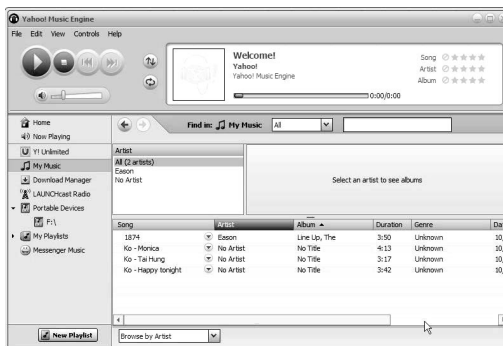 Yahoo! Music Engine
File Edit View Controls Help
Welcome!
Yahoo!
Yahoo! Music Engine
0:00/0:00
Song
Artist
Album
Home
Now Playing
Y! Unlimited
My Music
Download Manager
LAUNCHcast Radio
Portable Devices
F:\
My Playlists
Messenger Music
New Playlist
Find in: My Music All
Artist
All (2 artists)
Eason
No Artist
Select an artist to see albums
Song Artist Album Duration Genre Da
1874 Eason Line Up, The 3:50 Unknown 10,
Ko - Monica No Artist No Title 4:13 Unknown 10,
Ko - Tai Hung No Artist No Title 3:17 Unknown 10,
Ko - Happy tonight No Artist No Title 3:42 Unknown 10,
Browse by Artist